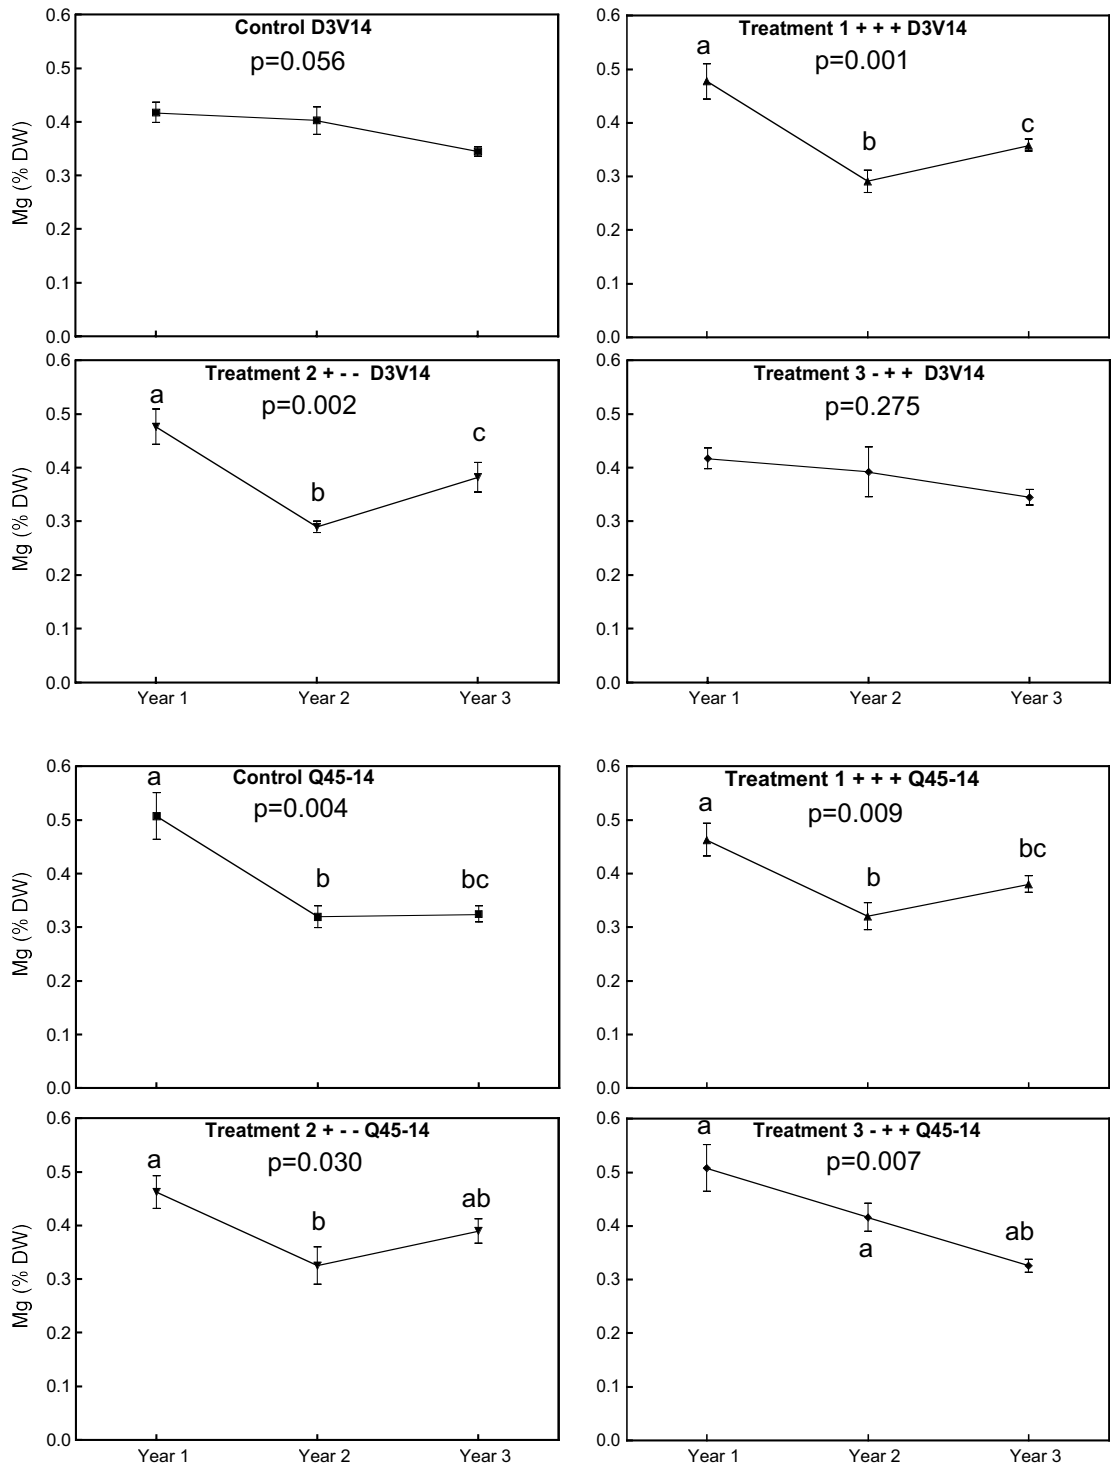 Control D3V14
p=0.056
Mg (% DW)
0.6
0.5
0.4
0.3
0.2
0.1
0.0
Treatment 1 + + + D3V14
p=0.001
a
b
c
0.6
0.5
0.4
0.3
0.2
0.1
0.0
Treatment 2 + - - D3V14
p=0.002
a
b
c
Mg (% DW)
0.6
0.5
0.4
0.3
0.2
0.1
0.0
Year 1 Year 2 Year 3
Treatment 3 - + + D3V14
p=0.275
0.6
0.5
0.4
0.3
0.2
0.1
0.0
Year 1 Year 2 Year 3
Control Q45-14
p=0.004
a
b
bc
Mg (% DW)
0.6
0.5
0.4
0.3
0.2
0.1
0.0
Treatment 1 + + + Q45-14
p=0.009
a
b
bc
0.6
0.5
0.4
0.3
0.2
0.1
0.0
Treatment 2 + - - Q45-14
p=0.030
a
b
ab
Mg (% DW)
0.6
0.5
0.4
0.3
0.2
0.1
0.0
Year 1 Year 2 Year 3
Treatment 3 - + + Q45-14
p=0.007
a
a
ab
0.6
0.5
0.4
0.3
0.2
0.1
0.0
Year 1 Year 2 Year 3